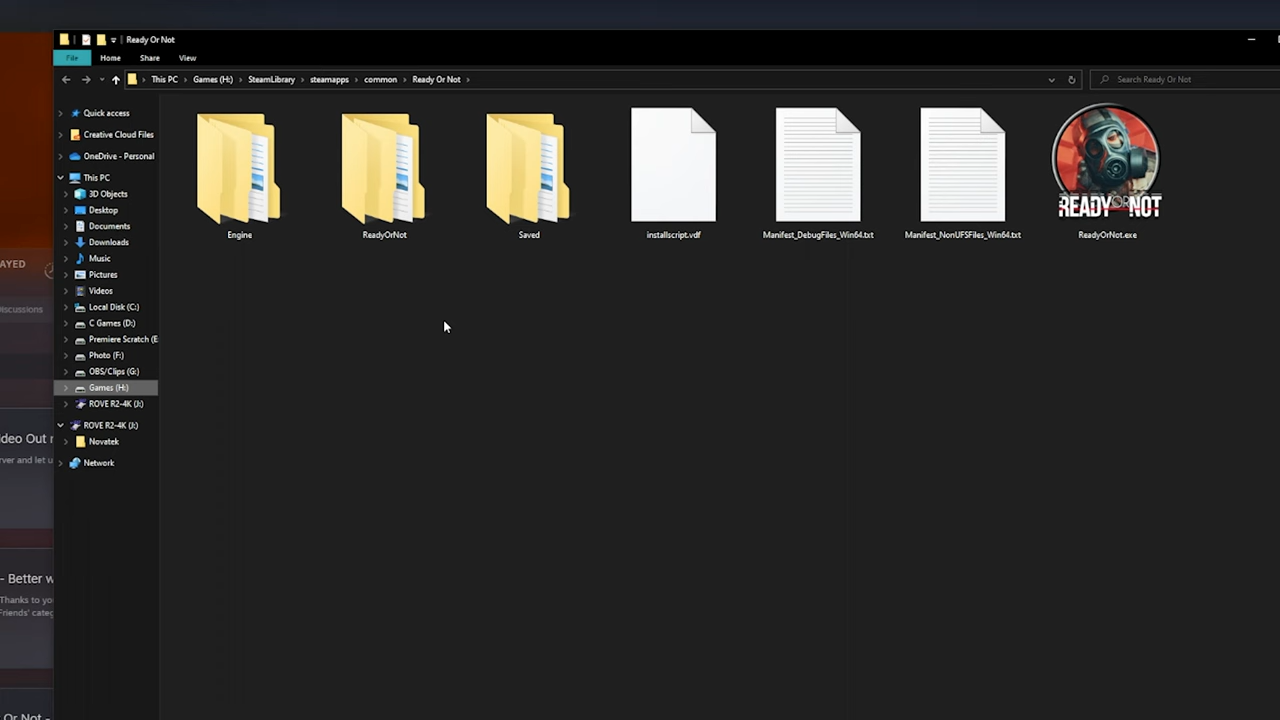 Ready Or Not
File Home Share View
This PC Games (H:) SteamLibrary steamapps common Ready Or Not
Search Ready Or Not
Quick access
Creative Cloud Files
OneDrive - Personal
This PC
3D Objects
Desktop
Documents
Downloads
Music
Pictures
Videos
Local Disk (C:)
C Games (D:)
Premiere Scratch (E
Photo (F:)
OBS/Clips (G:)
Games (H:)
ROVE R2-4K (J:)
ROVE R2-4K (J:)
Novatek
Network
READY OR NOT
Engine
ReadyOrNot
Saved
installscript.vdf
Manifest_DebugFiles_Win64.txt
Manifest_NonUFSFiles_Win64.txt
ReadyOrNot.exe
AYED
iscussions
ideo Out
rver and let u
- Better w
Thanks to yo
Friends' categ
Or Not -